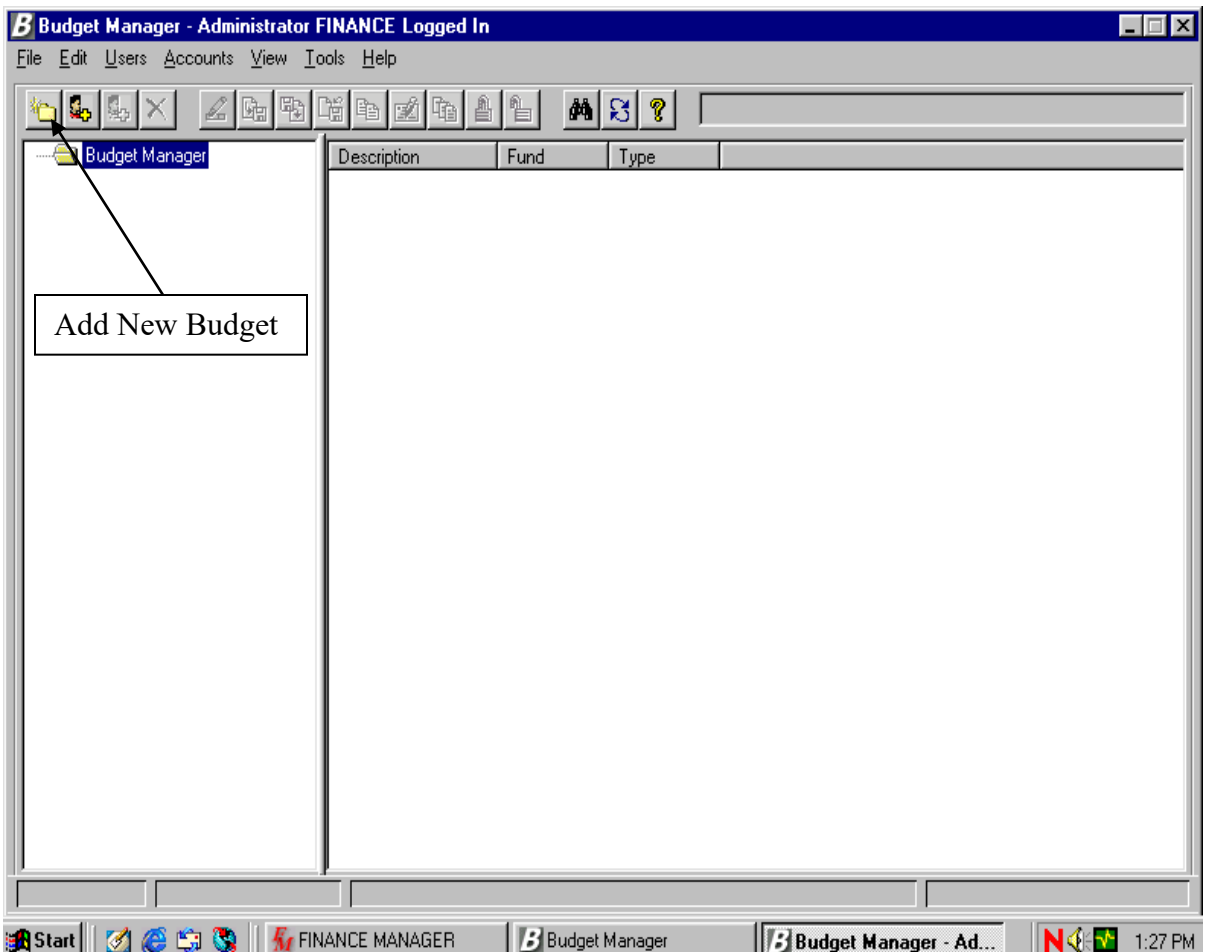 B Budget Manager - Administrator FINANCE Logged In
File Edit Users Accounts View Tools Help
Budget Manager
Description Fund Type
Add New Budget
Start FM FINANCE MANAGER B Budget Manager B Budget Manager - Ad... N 1:27 PM